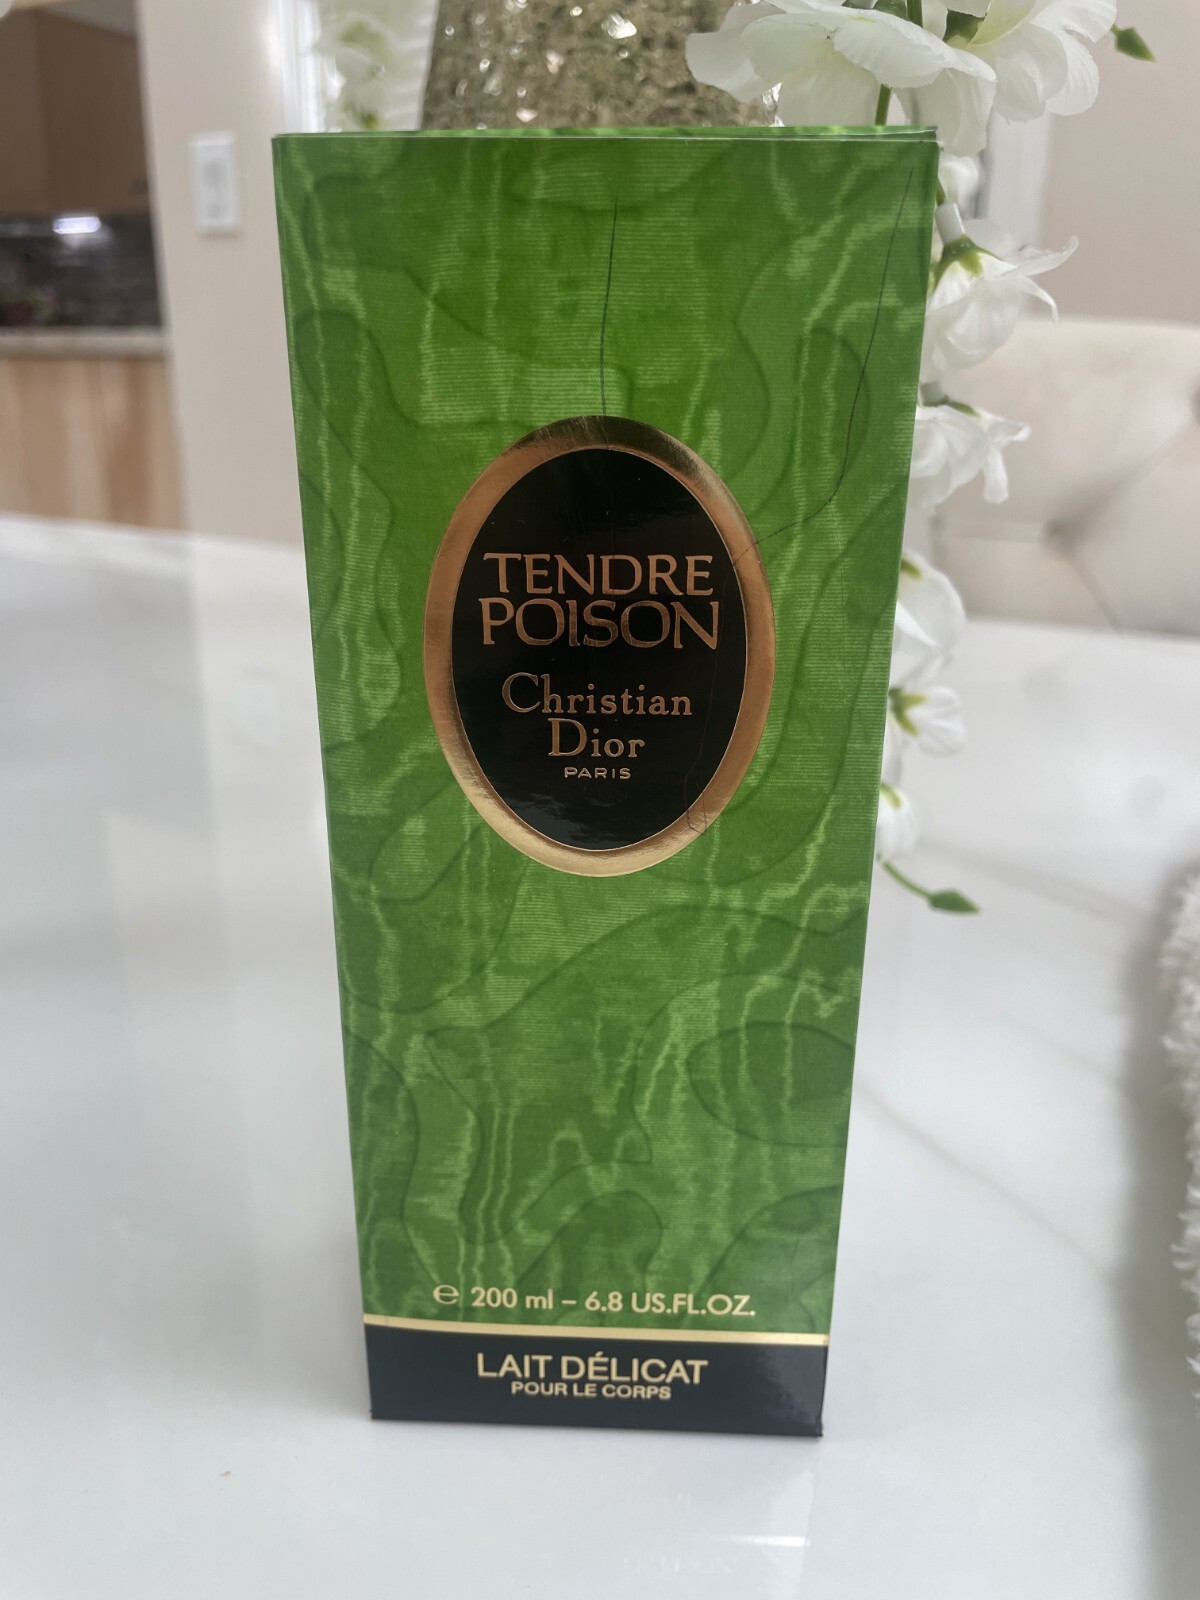 TENDRE
POISON
Christian
Dior
PARIS
℮ 200 ml – 6.8 US.FL.OZ.
LAIT DÉLICAT
POUR LE CORPS